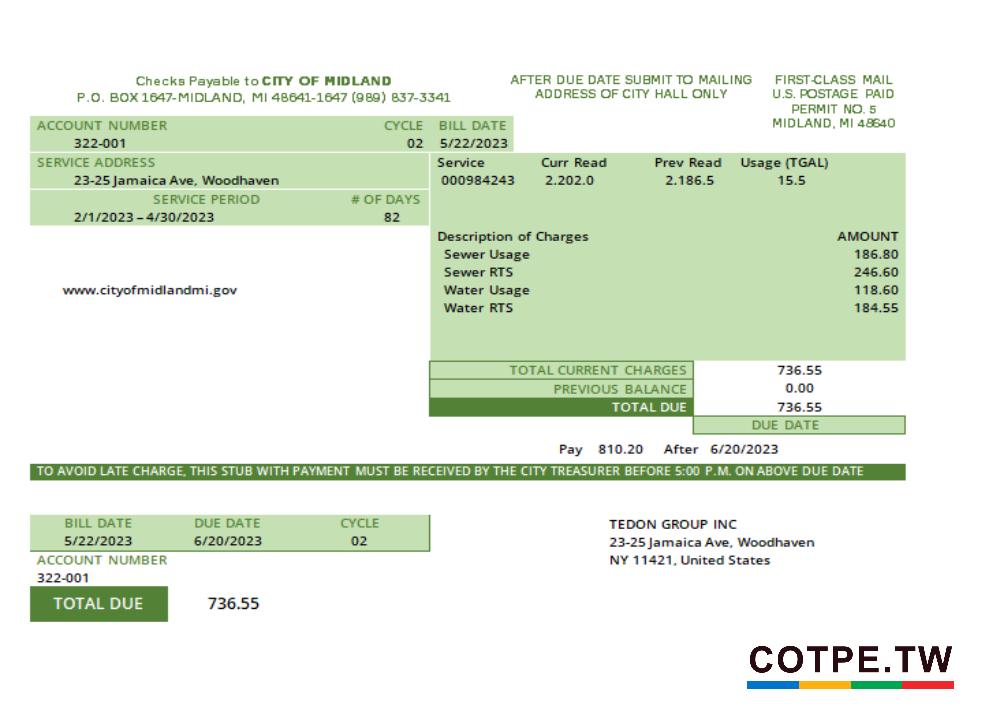 Checks Payable to CITY OF MIDLAND
P.O. BOX 1647-MIDLAND, MI 48641-1647 (989) 837-3341
AFTER DUE DATE SUBMIT TO MAILING
ADDRESS OF CITY HALL ONLY
FIRST-CLASS MAIL
U.S. POSTAGE PAID
PERMIT NO. 5
MIDLAND, MI 48640
ACCOUNT NUMBER CYCLE BILL DATE
322-001 02 5/22/2023
SERVICE ADDRESS
23-25 Jamaica Ave, Woodhaven
SERVICE PERIOD # OF DAYS
2/1/2023 – 4/30/2023 82
Service Curr Read Prev Read Usage (TGAL)
000984243 2.202.0 2.186.5 15.5
Description of Charges AMOUNT
Sewer Usage 186.80
Sewer RTS 246.60
Water Usage 118.60
Water RTS 184.55
www.cityofmidlandmi.gov
TOTAL CURRENT CHARGES 736.55
PREVIOUS BALANCE 0.00
TOTAL DUE 736.55
DUE DATE
Pay 810.20 After 6/20/2023
TO AVOID LATE CHARGE, THIS STUB WITH PAYMENT MUST BE RECEIVED BY THE CITY TREASURER BEFORE 5:00 P.M. ON ABOVE DUE DATE
BILL DATE DUE DATE CYCLE
5/22/2023 6/20/2023 02
ACCOUNT NUMBER
322-001
TOTAL DUE 736.55
TEDON GROUP INC
23-25 Jamaica Ave, Woodhaven
NY 11421, United States
COTPE.TW